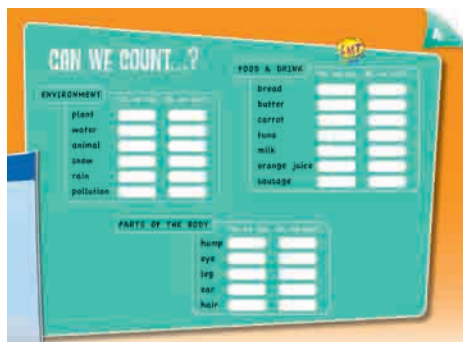 CAN WE COUNT...?
ENVIRONMENT
plant
water
animal
snow
rain
pollution
FOOD & DRINK
bread
butter
carrot
tuna
milk
orange juice
sausage
PARTS OF THE BODY
hump
eye
leg
ear
hair